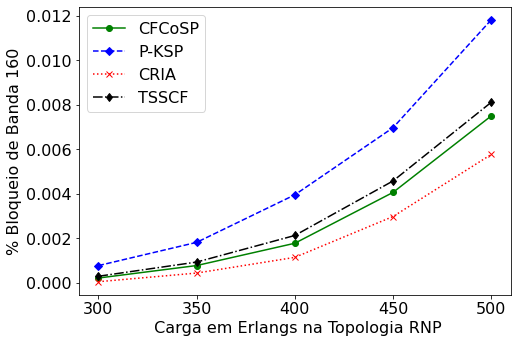 0.012
0.010
0.008
0.006
0.004
0.002
0.000
% Bloqueio de Banda 160
CFCoSP
P-KSP
CRIA
TSSCF
300 350 400 450 500
Carga em Erlangs na Topologia RNP